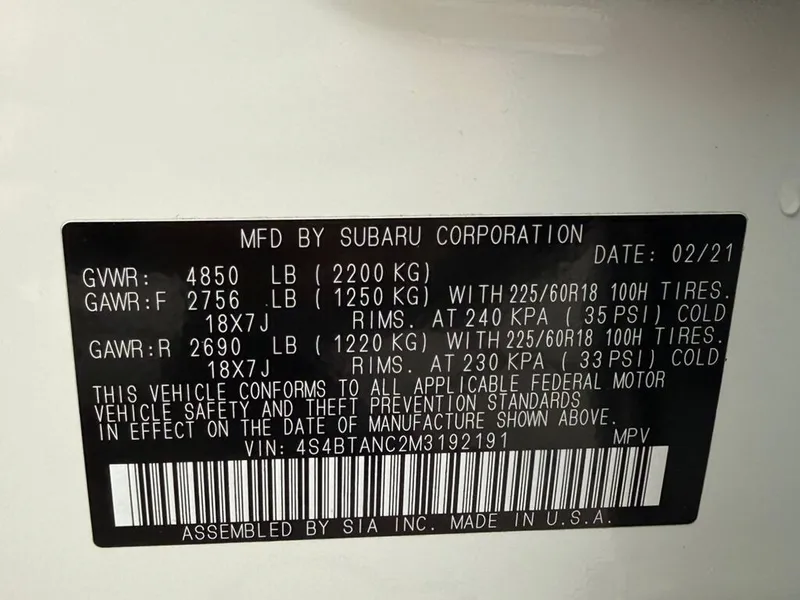 MFD BY SUBARU CORPORATION
DATE: 02/21
GVWR: 4850 LB (2200 KG)
GAWR:F 2756 LB (1250 KG) WITH 225/60R18 100H TIRES.
18X7J RIMS. AT 240 KPA (35 PSI) COLD
GAWR:R 2690 LB (1220 KG) WITH 225/60R18 100H TIRES.
18X7J RIMS. AT 230 KPA (33 PSI) COLD.
THIS VEHICLE CONFORMS TO ALL APPLICABLE FEDERAL MOTOR
VEHICLE SAFETY AND THEFT PREVENTION STANDARDS
IN EFFECT ON THE DATE OF MANUFACTURE SHOWN ABOVE.
VIN: 4S4BTANC2M3192191 MPV
ASSEMBLED BY SIA INC. MADE IN U.S.A.